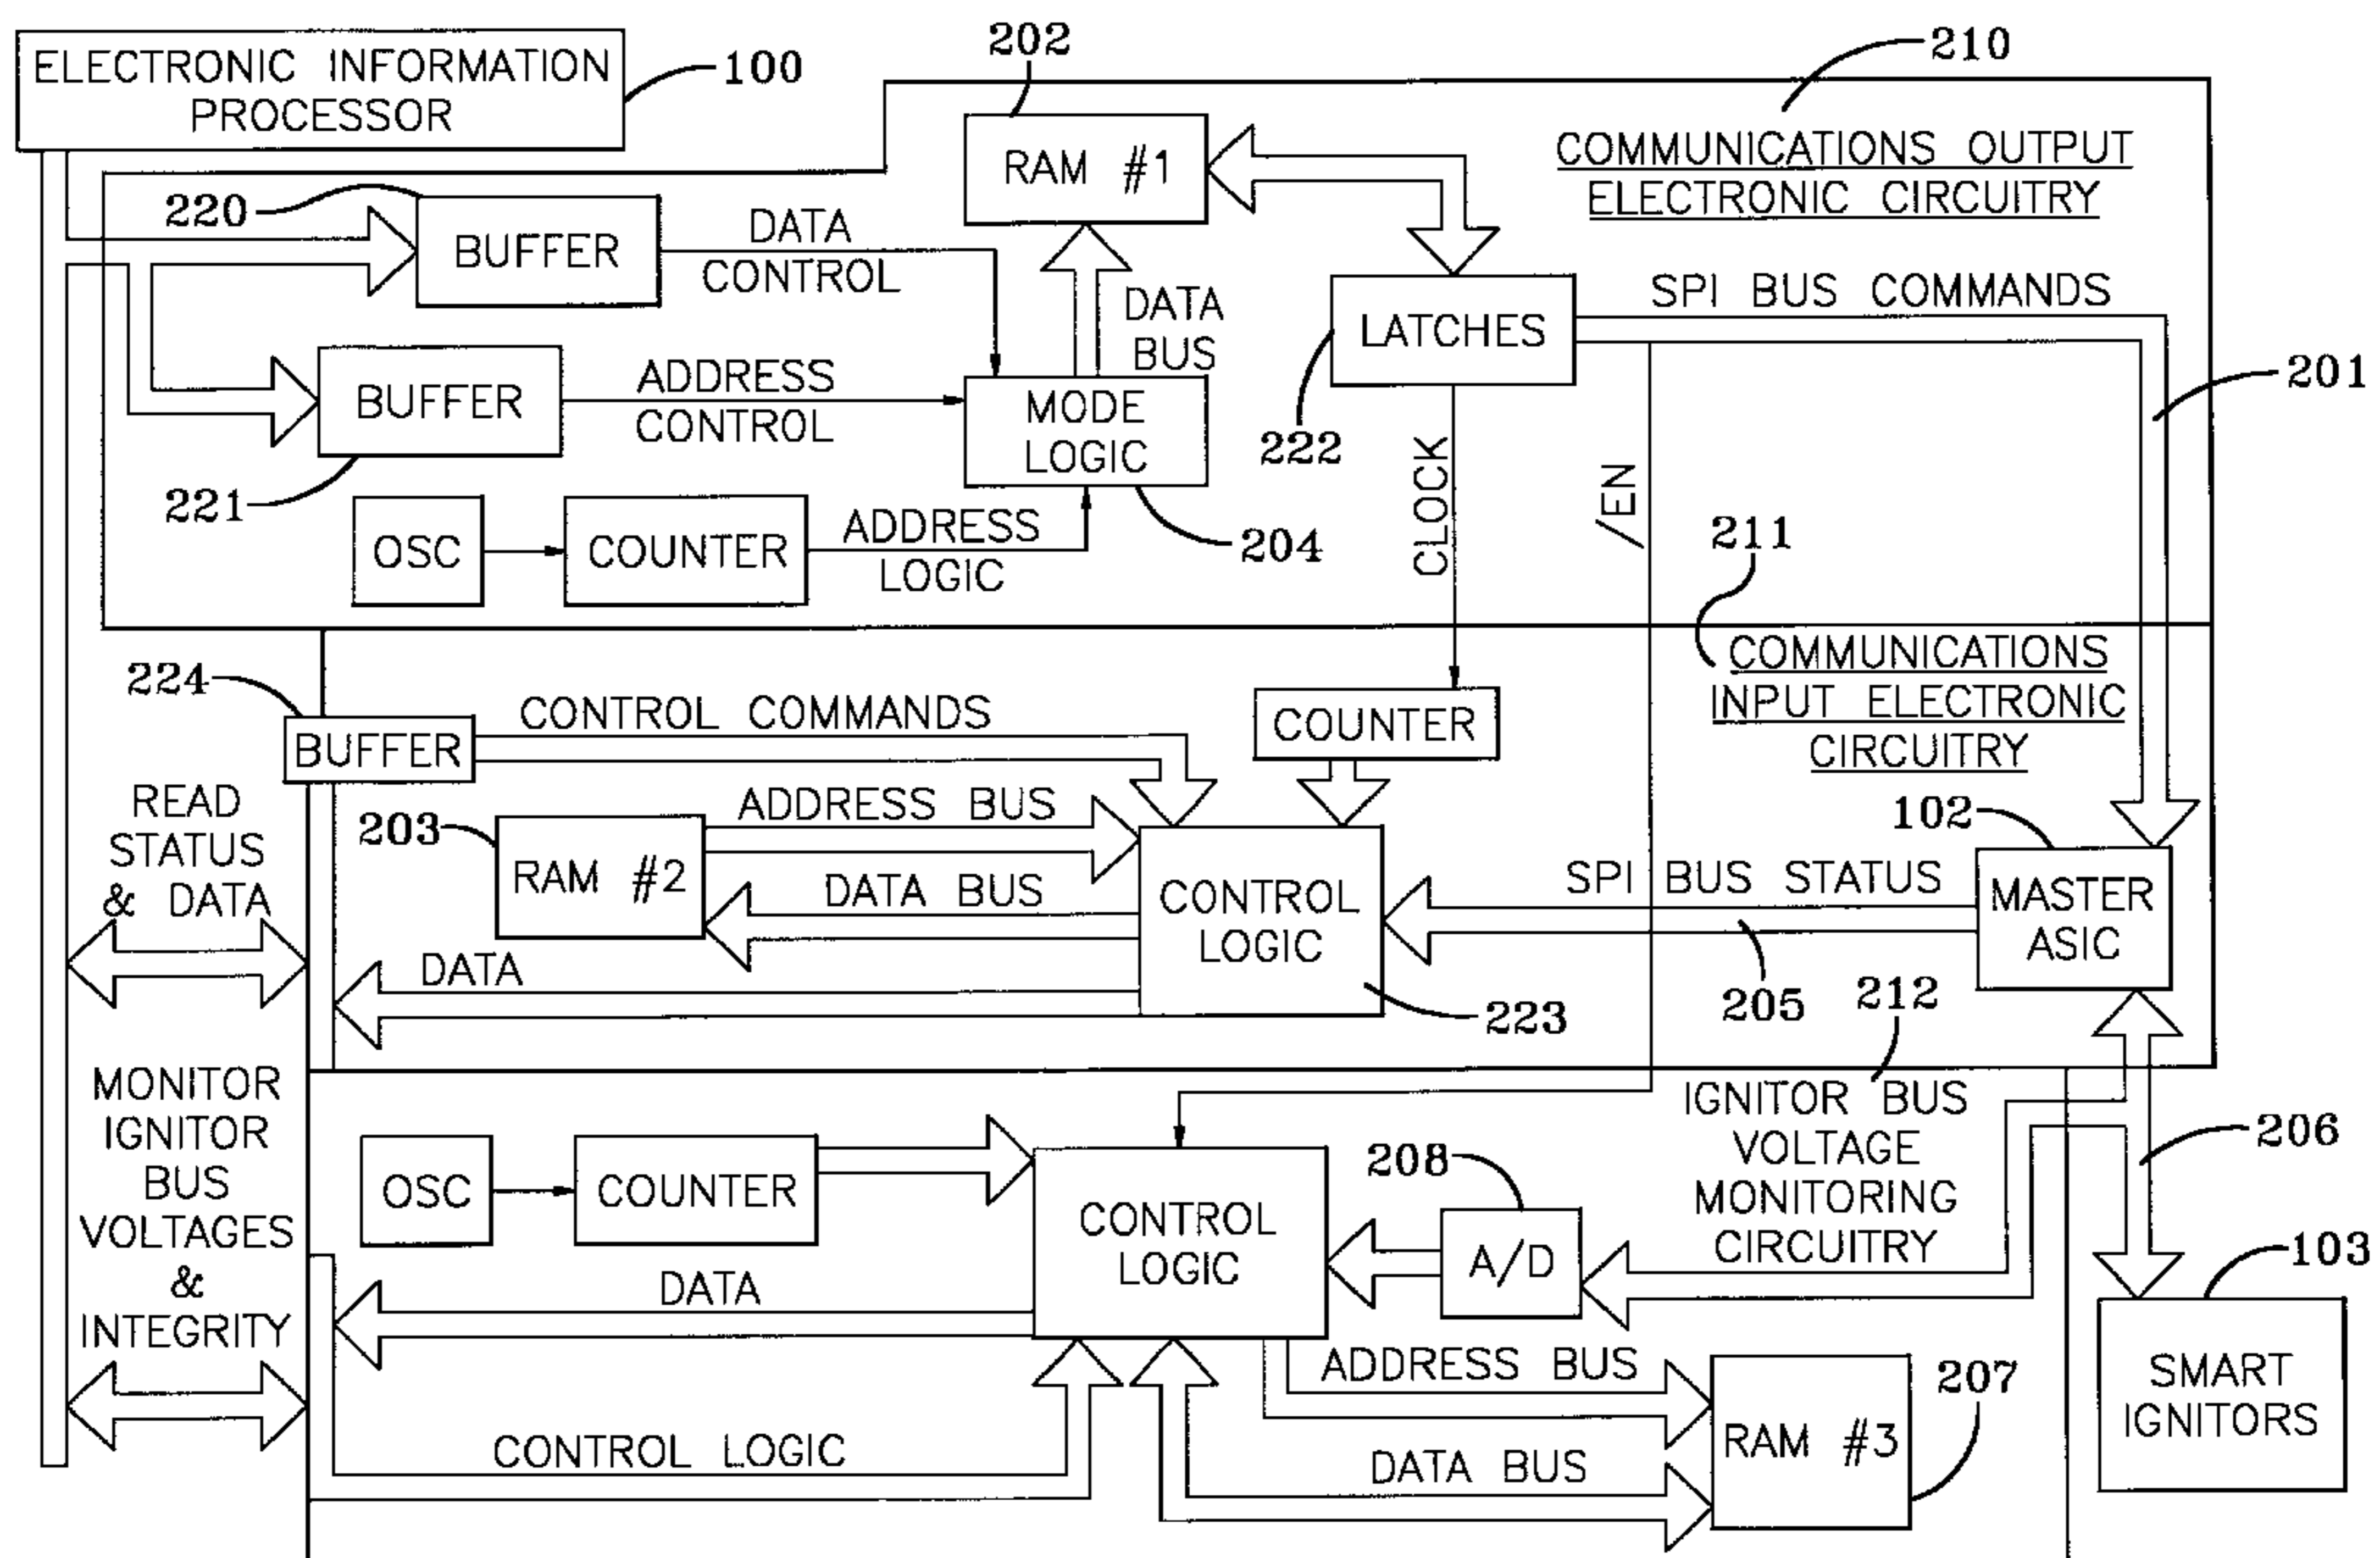 ELECTRONIC INFORMATION
PROCESSOR
100
202
210
RAM #1
COMMUNICATIONS OUTPUT
ELECTRONIC CIRCUITRY
220
BUFFER
DATA
CONTROL
DATA
BUS
LATCHES
222
SPI BUS COMMANDS
201
221
BUFFER
ADDRESS
CONTROL
MODE
LOGIC
204
OSC
COUNTER
ADDRESS
LOGIC
CLOCK
/EN
211
COMMUNICATIONS
INPUT ELECTRONIC
CIRCUITRY
224
BUFFER
CONTROL COMMANDS
COUNTER
READ
STATUS
& DATA
203
RAM #2
ADDRESS BUS
DATA BUS
DATA
CONTROL
LOGIC
223
SPI BUS STATUS
205
102
MASTER
ASIC
212
MONITOR
IGNITOR
BUS
VOLTAGES
&
INTEGRITY
OSC
COUNTER
CONTROL
LOGIC
208
A/D
IGNITOR BUS
VOLTAGE
MONITORING
CIRCUITRY
206
103
SMART
IGNITORS
DATA
CONTROL LOGIC
ADDRESS BUS
DATA BUS
RAM #3
207